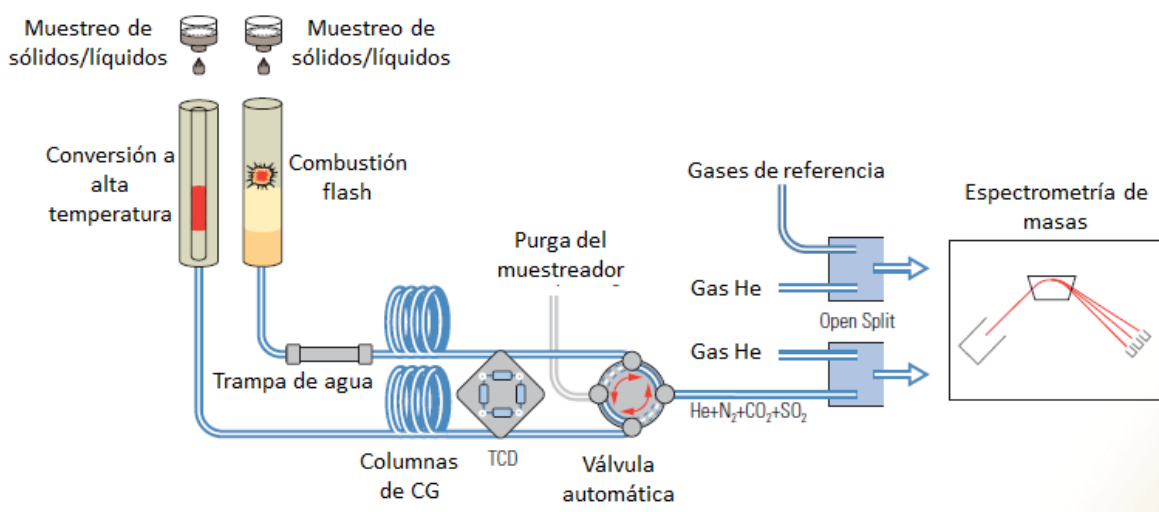 Muestreo de
sólidos/líquidos
Muestreo de
sólidos/líquidos
Conversión a
alta
temperatura
Combustión
flash
Gases de referencia
Espectrometría de
masas
Purga del
muestreador
Gas He
Open Split
Gas He
Trampa de agua
He+N₂+CO₂+SO₂
Columnas
de CG
TCD
Válvula
automática